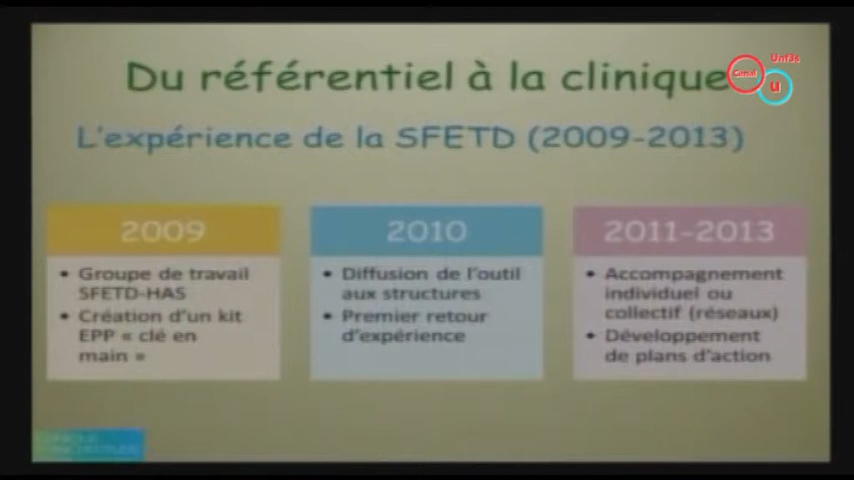 Du référentiel à la clinique
Canal
Unf3s
u
L'expérience de la SFETD (2009-2013)
2009
• Groupe de travail
SFETD-HAS
• Création d'un kit
EPP « clé en
main »
2010
• Diffusion de l'outil
aux structures
• Premier retour
d'expérience
2011-2013
• Accompagnement
individuel ou
collectif (réseaux)
• Développement
de plans d'action